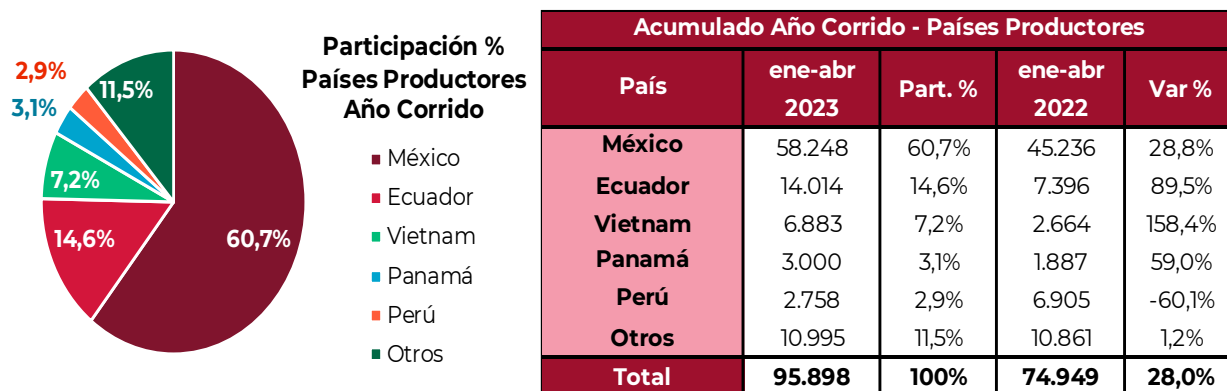 Participación %
Países Productores
Año Corrido
2,9%
11,5%
3,1%
7,2%
14,6%
60,7%
México
Ecuador
Vietnam
Panamá
Perú
Otros
Acumulado Año Corrido - Países Productores
País ene-abr 2023 Part. % ene-abr 2022 Var %
México 58.248 60,7% 45.236 28,8%
Ecuador 14.014 14,6% 7.396 89,5%
Vietnam 6.883 7,2% 2.664 158,4%
Panamá 3.000 3,1% 1.887 59,0%
Perú 2.758 2,9% 6.905 -60,1%
Otros 10.995 11,5% 10.861 1,2%
Total 95.898 100% 74.949 28,0%